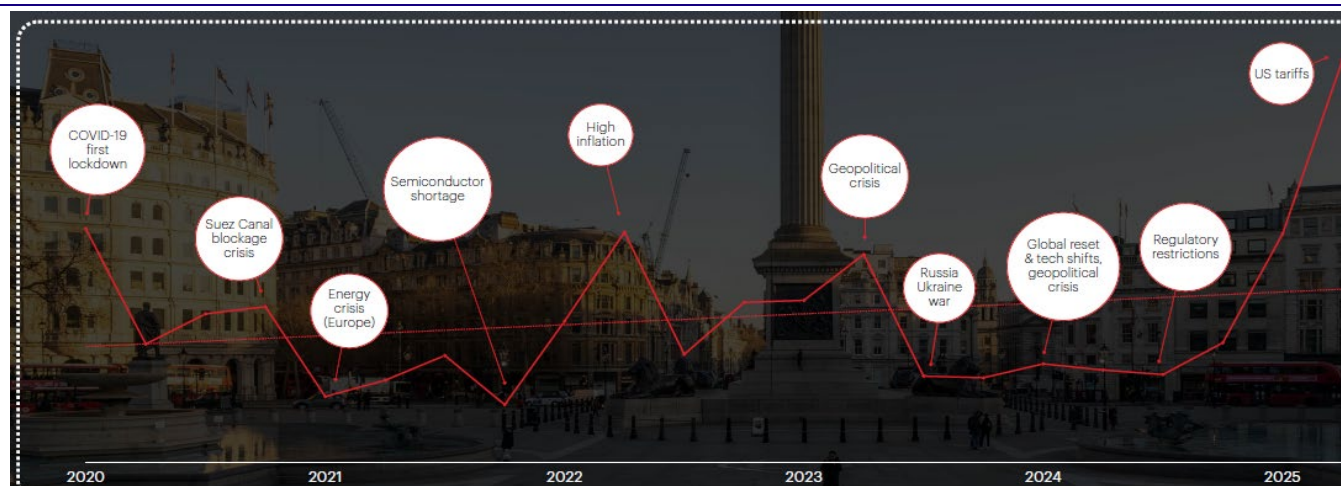 COVID-19
first
lockdown
Suez Canal
blockage
crisis
Energy
crisis
(Europe)
Semiconductor
shortage
High
inflation
Geopolitical
crisis
Russia
Ukraine
war
Global reset
& tech shifts,
geopolitical
crisis
Regulatory
restrictions
US tariffs
2020
2021
2022
2023
2024
2025